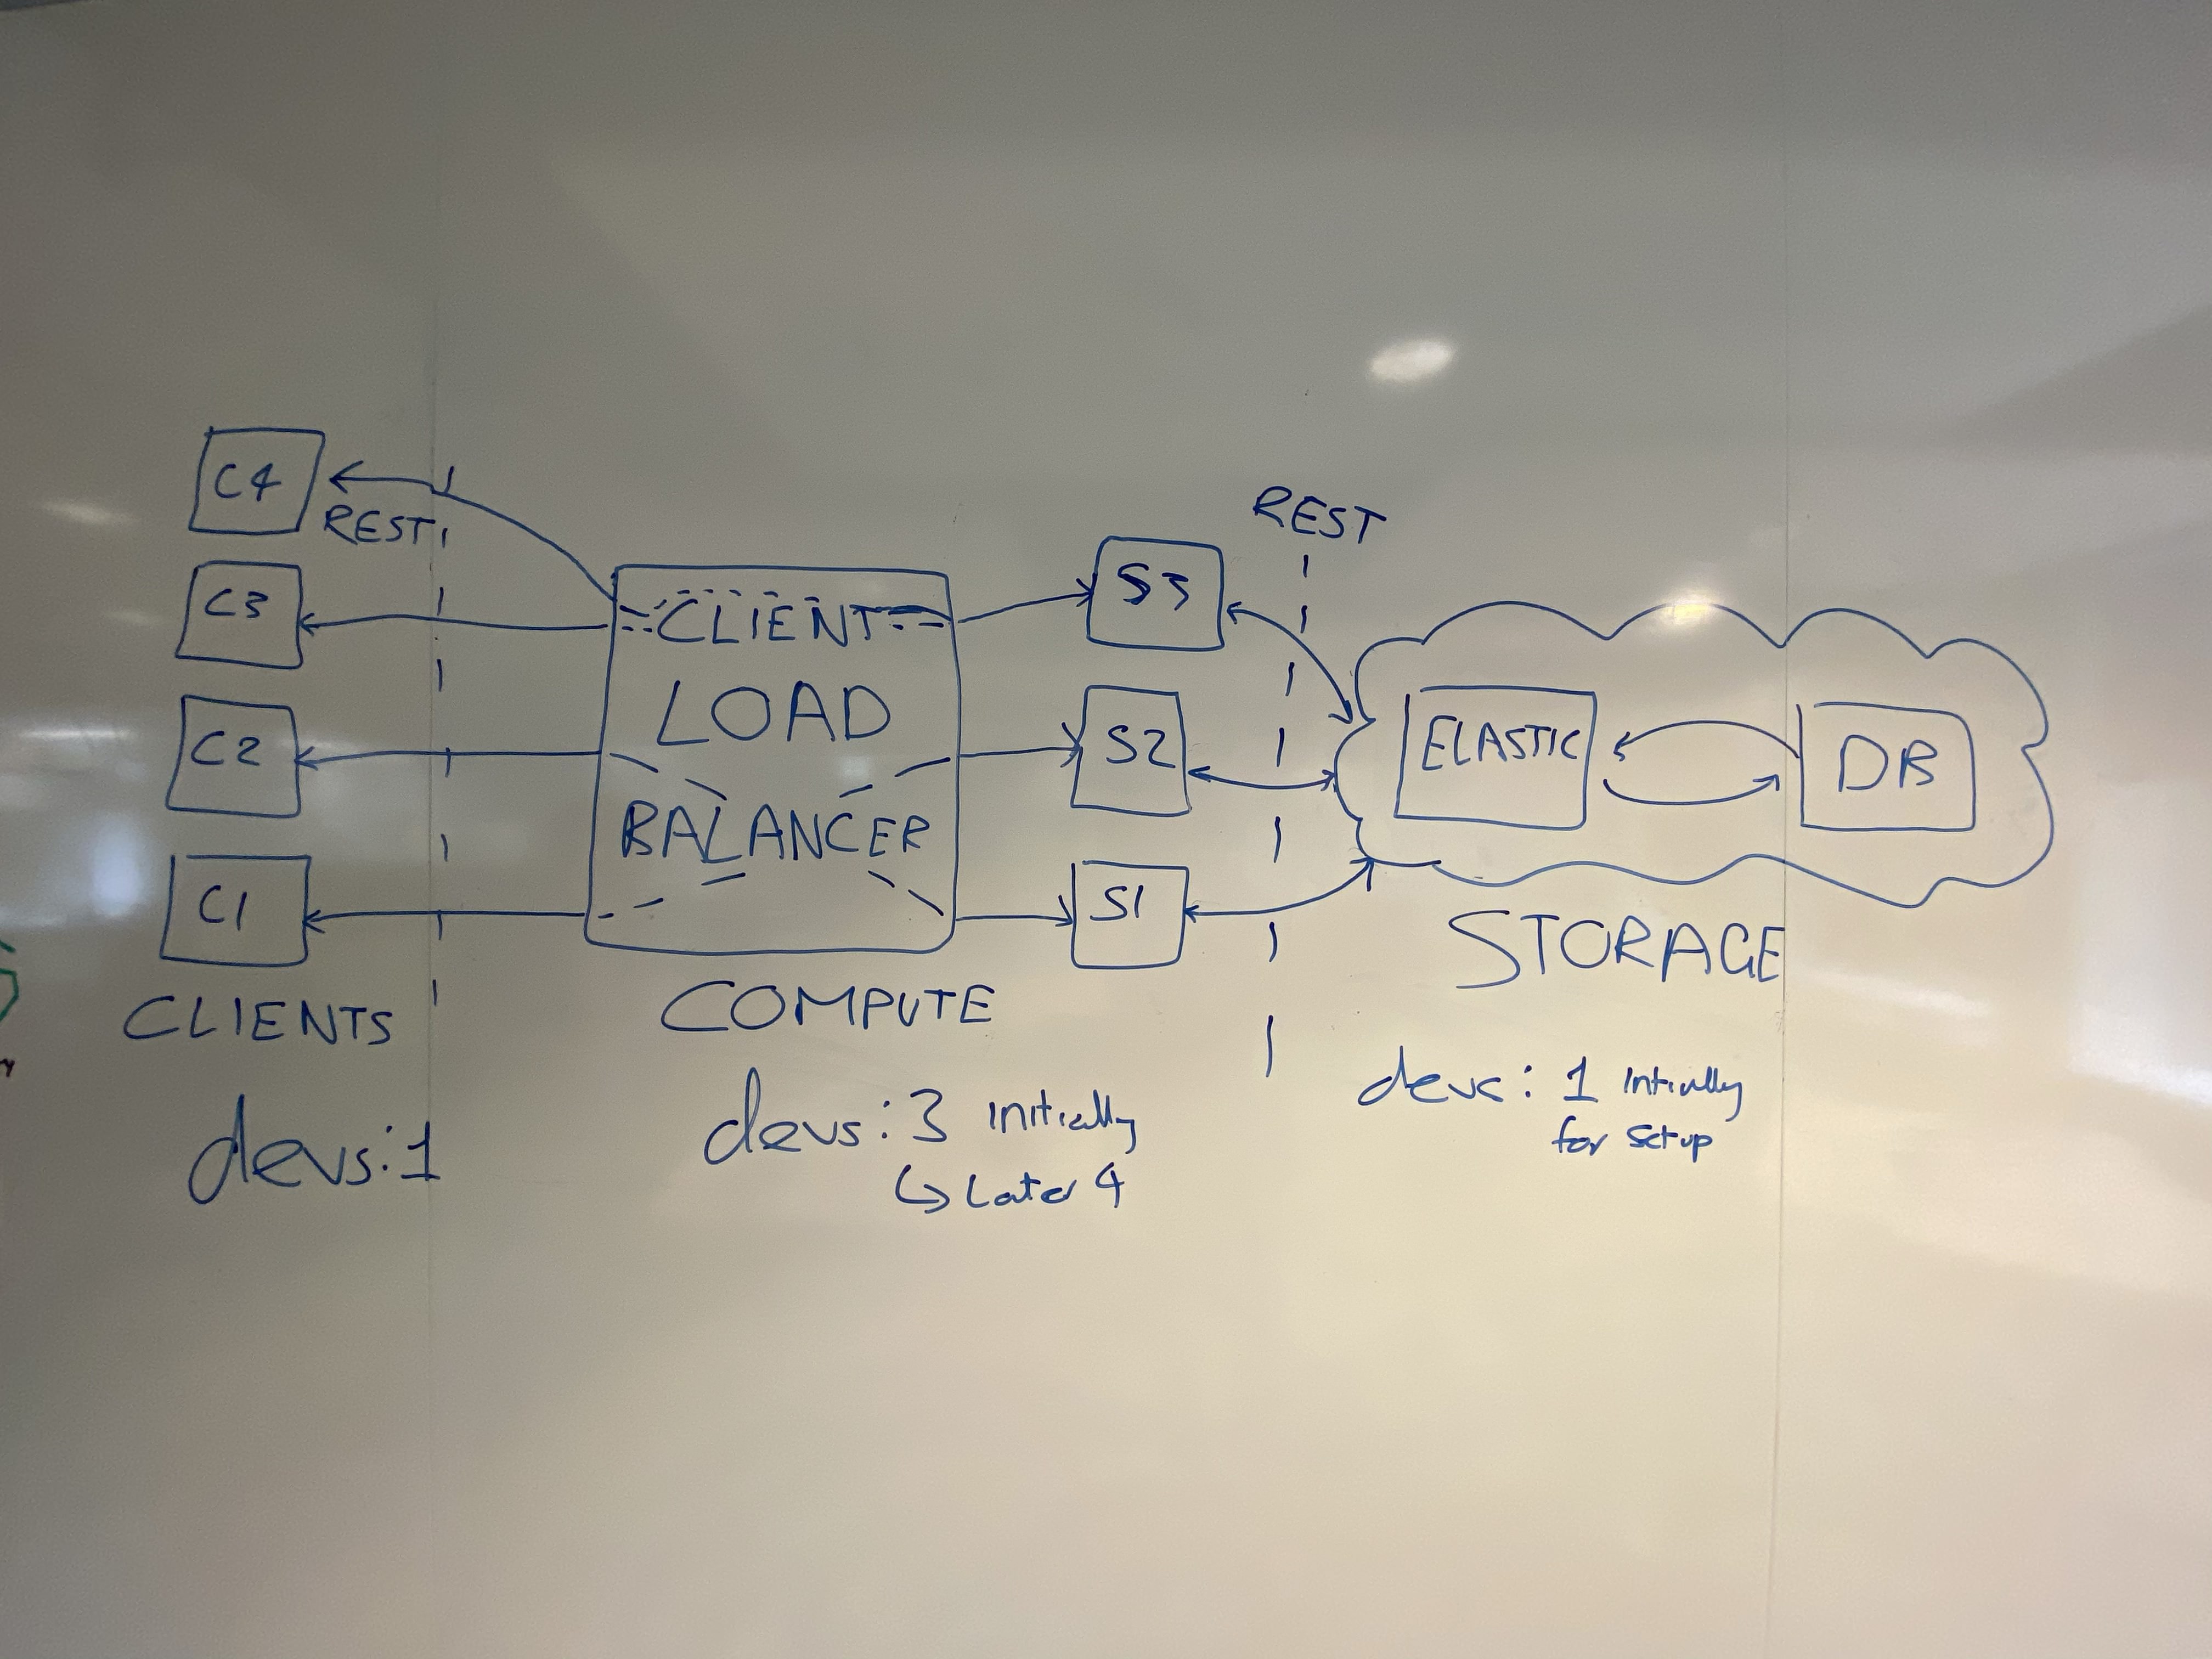 C4
REST
C3
C2
C1
CLIENTS
devs:1
CLIENT
LOAD
BALANCER
COMPUTE
devs: 3 initially
Later 4
S3
S2
S1
REST
ELASTIC
DB
STORAGE
devs: 1 Intially
for setup